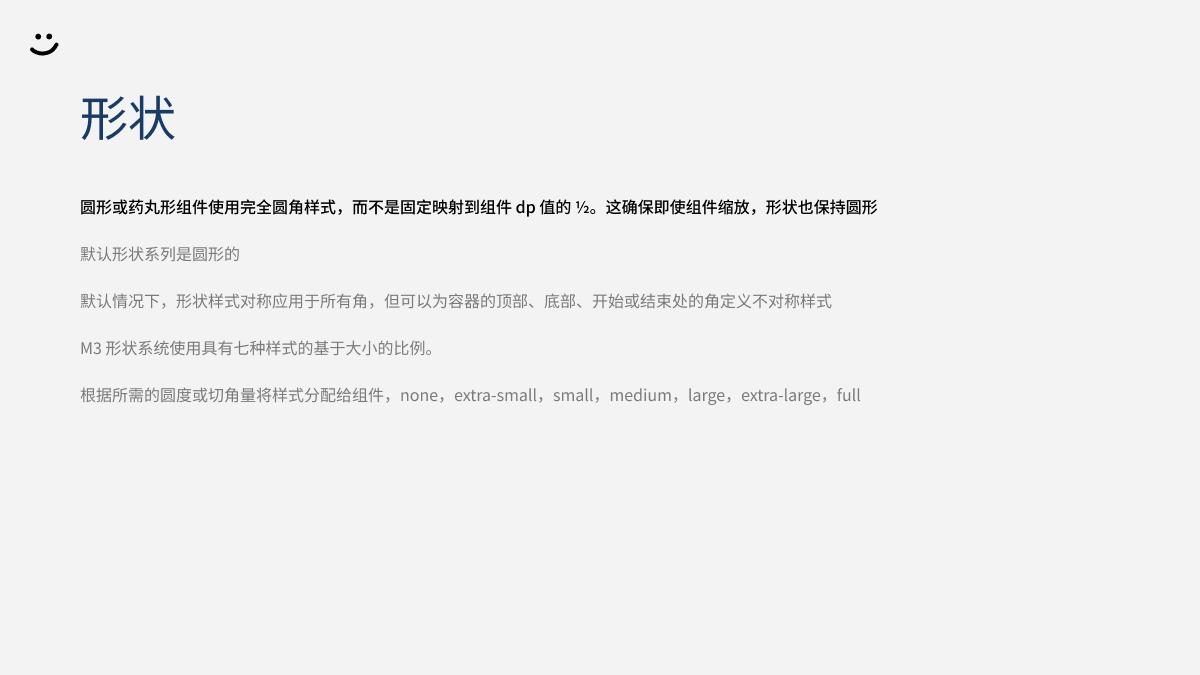 形状
圆形或药丸形组件使用完全圆角样式，而不是固定映射到组件 dp 值的 ½。这确保即使组件缩放，形状也保持圆形
默认形状系列是圆形的
默认情况下，形状样式对称应用于所有角，但可以为容器的顶部、底部、开始或结束处的角定义不对称样式
M3 形状系统使用具有七种样式的基于大小的比例。
根据所需的圆度或切角量将样式分配给组件，none，extra-small，small，medium，large，extra-large，full